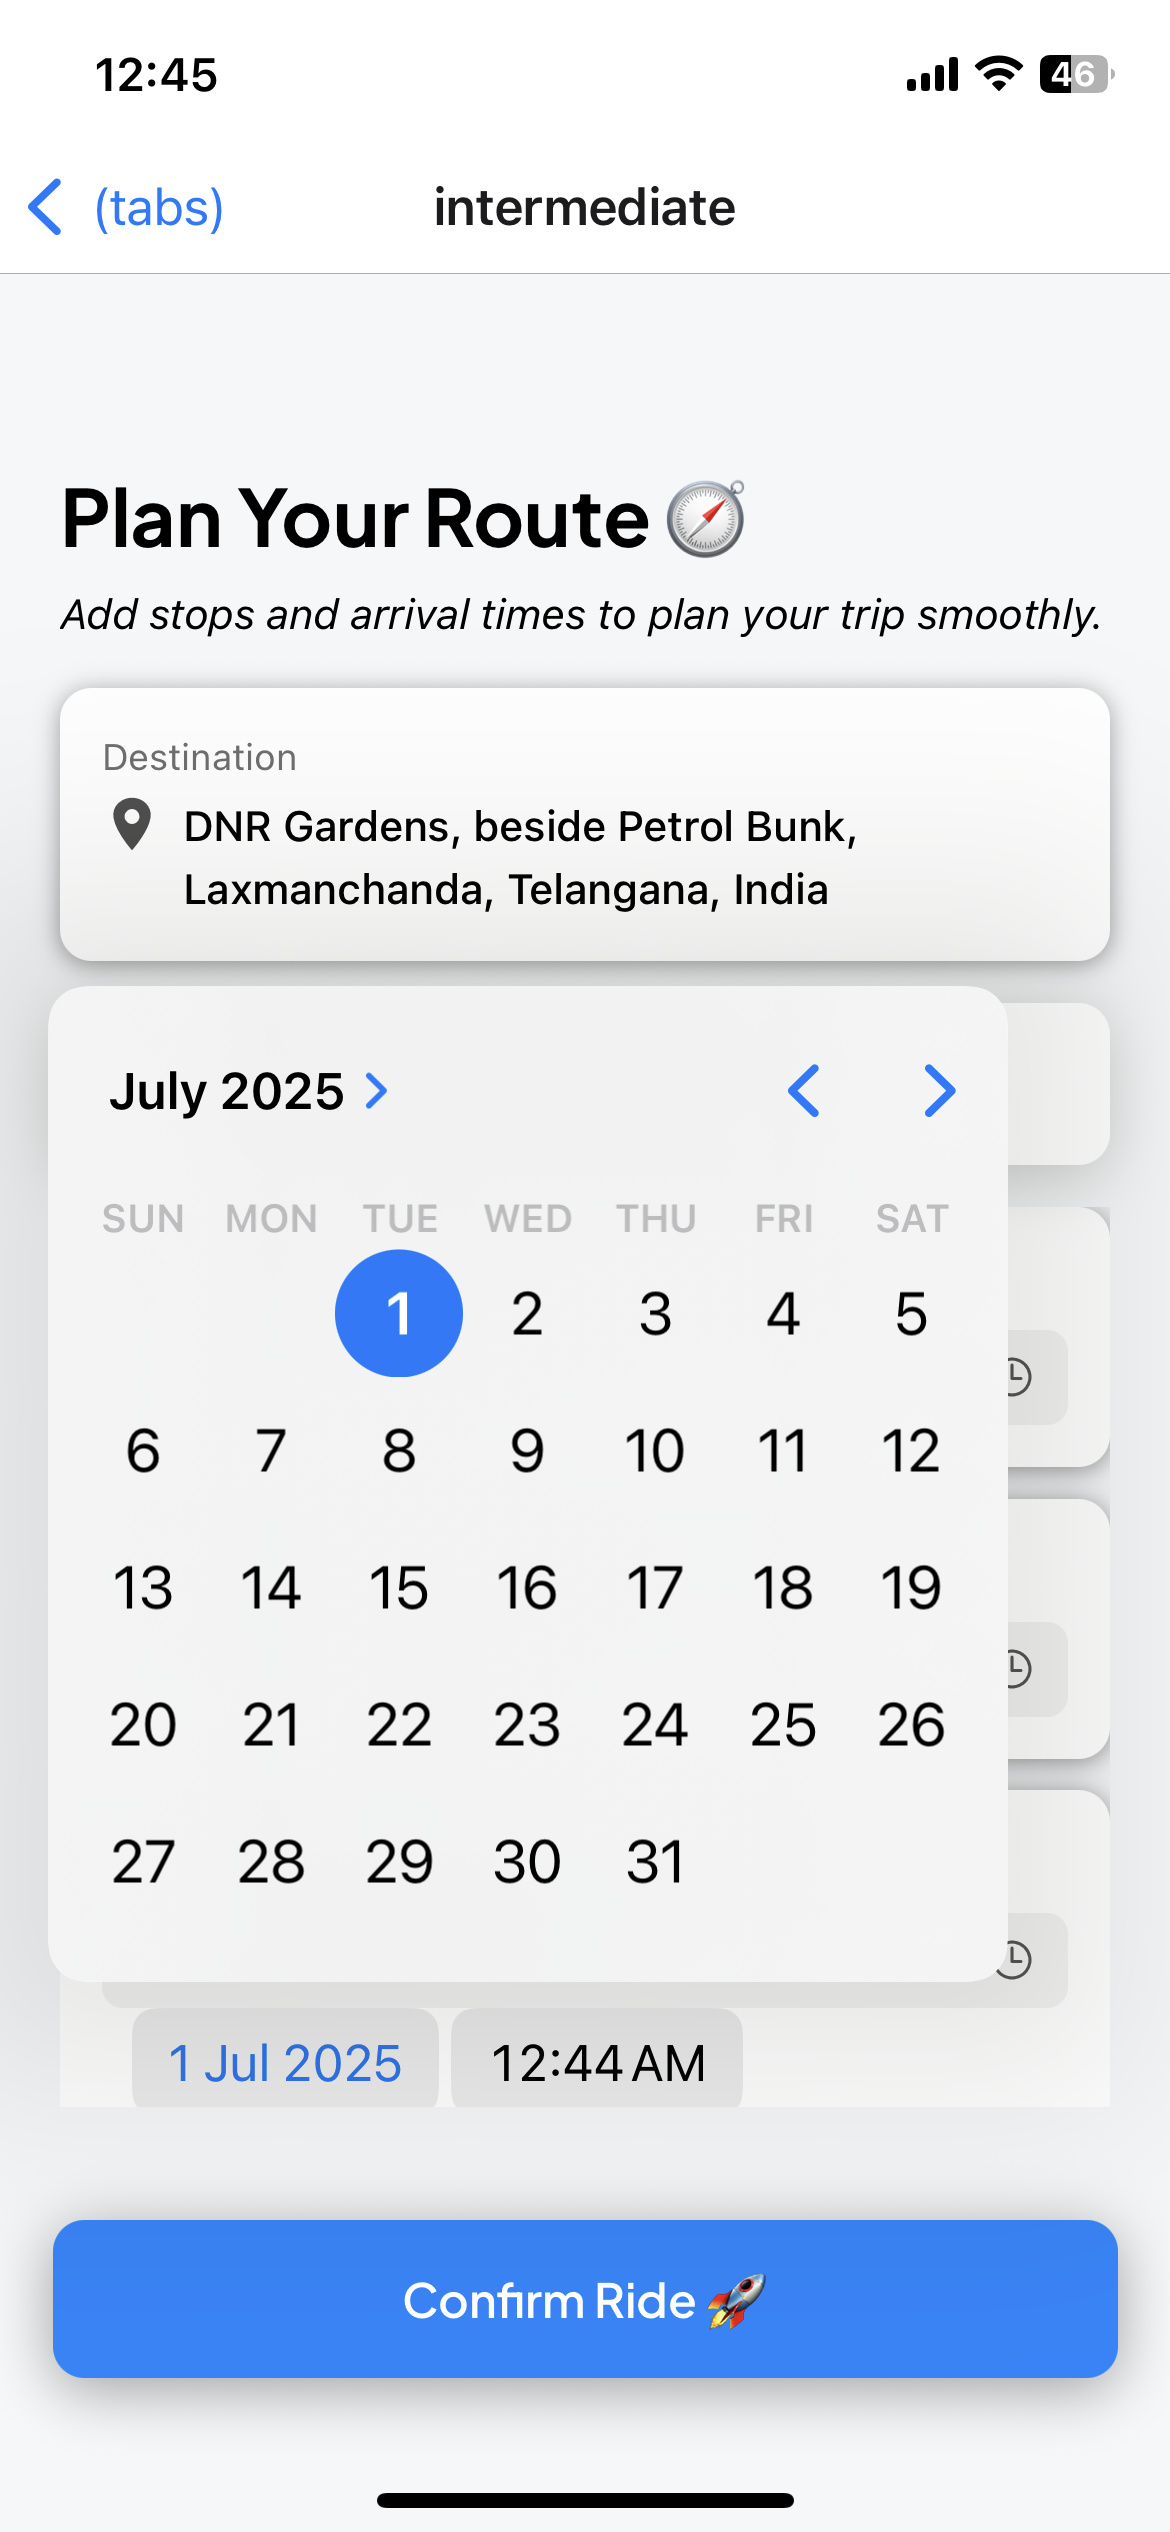 12:45
46
(tabs)
intermediate
Plan Your Route 🧭
Add stops and arrival times to plan your trip smoothly.
Destination
DNR Gardens, beside Petrol Bunk,
Laxmanchanda, Telangana, India
July 2025
SUN MON TUE WED THU FRI SAT
1 2 3 4 5
6 7 8 9 10 11 12
13 14 15 16 17 18 19
20 21 22 23 24 25 26
27 28 29 30 31
1 Jul 2025 12:44 AM
Confirm Ride 🚀